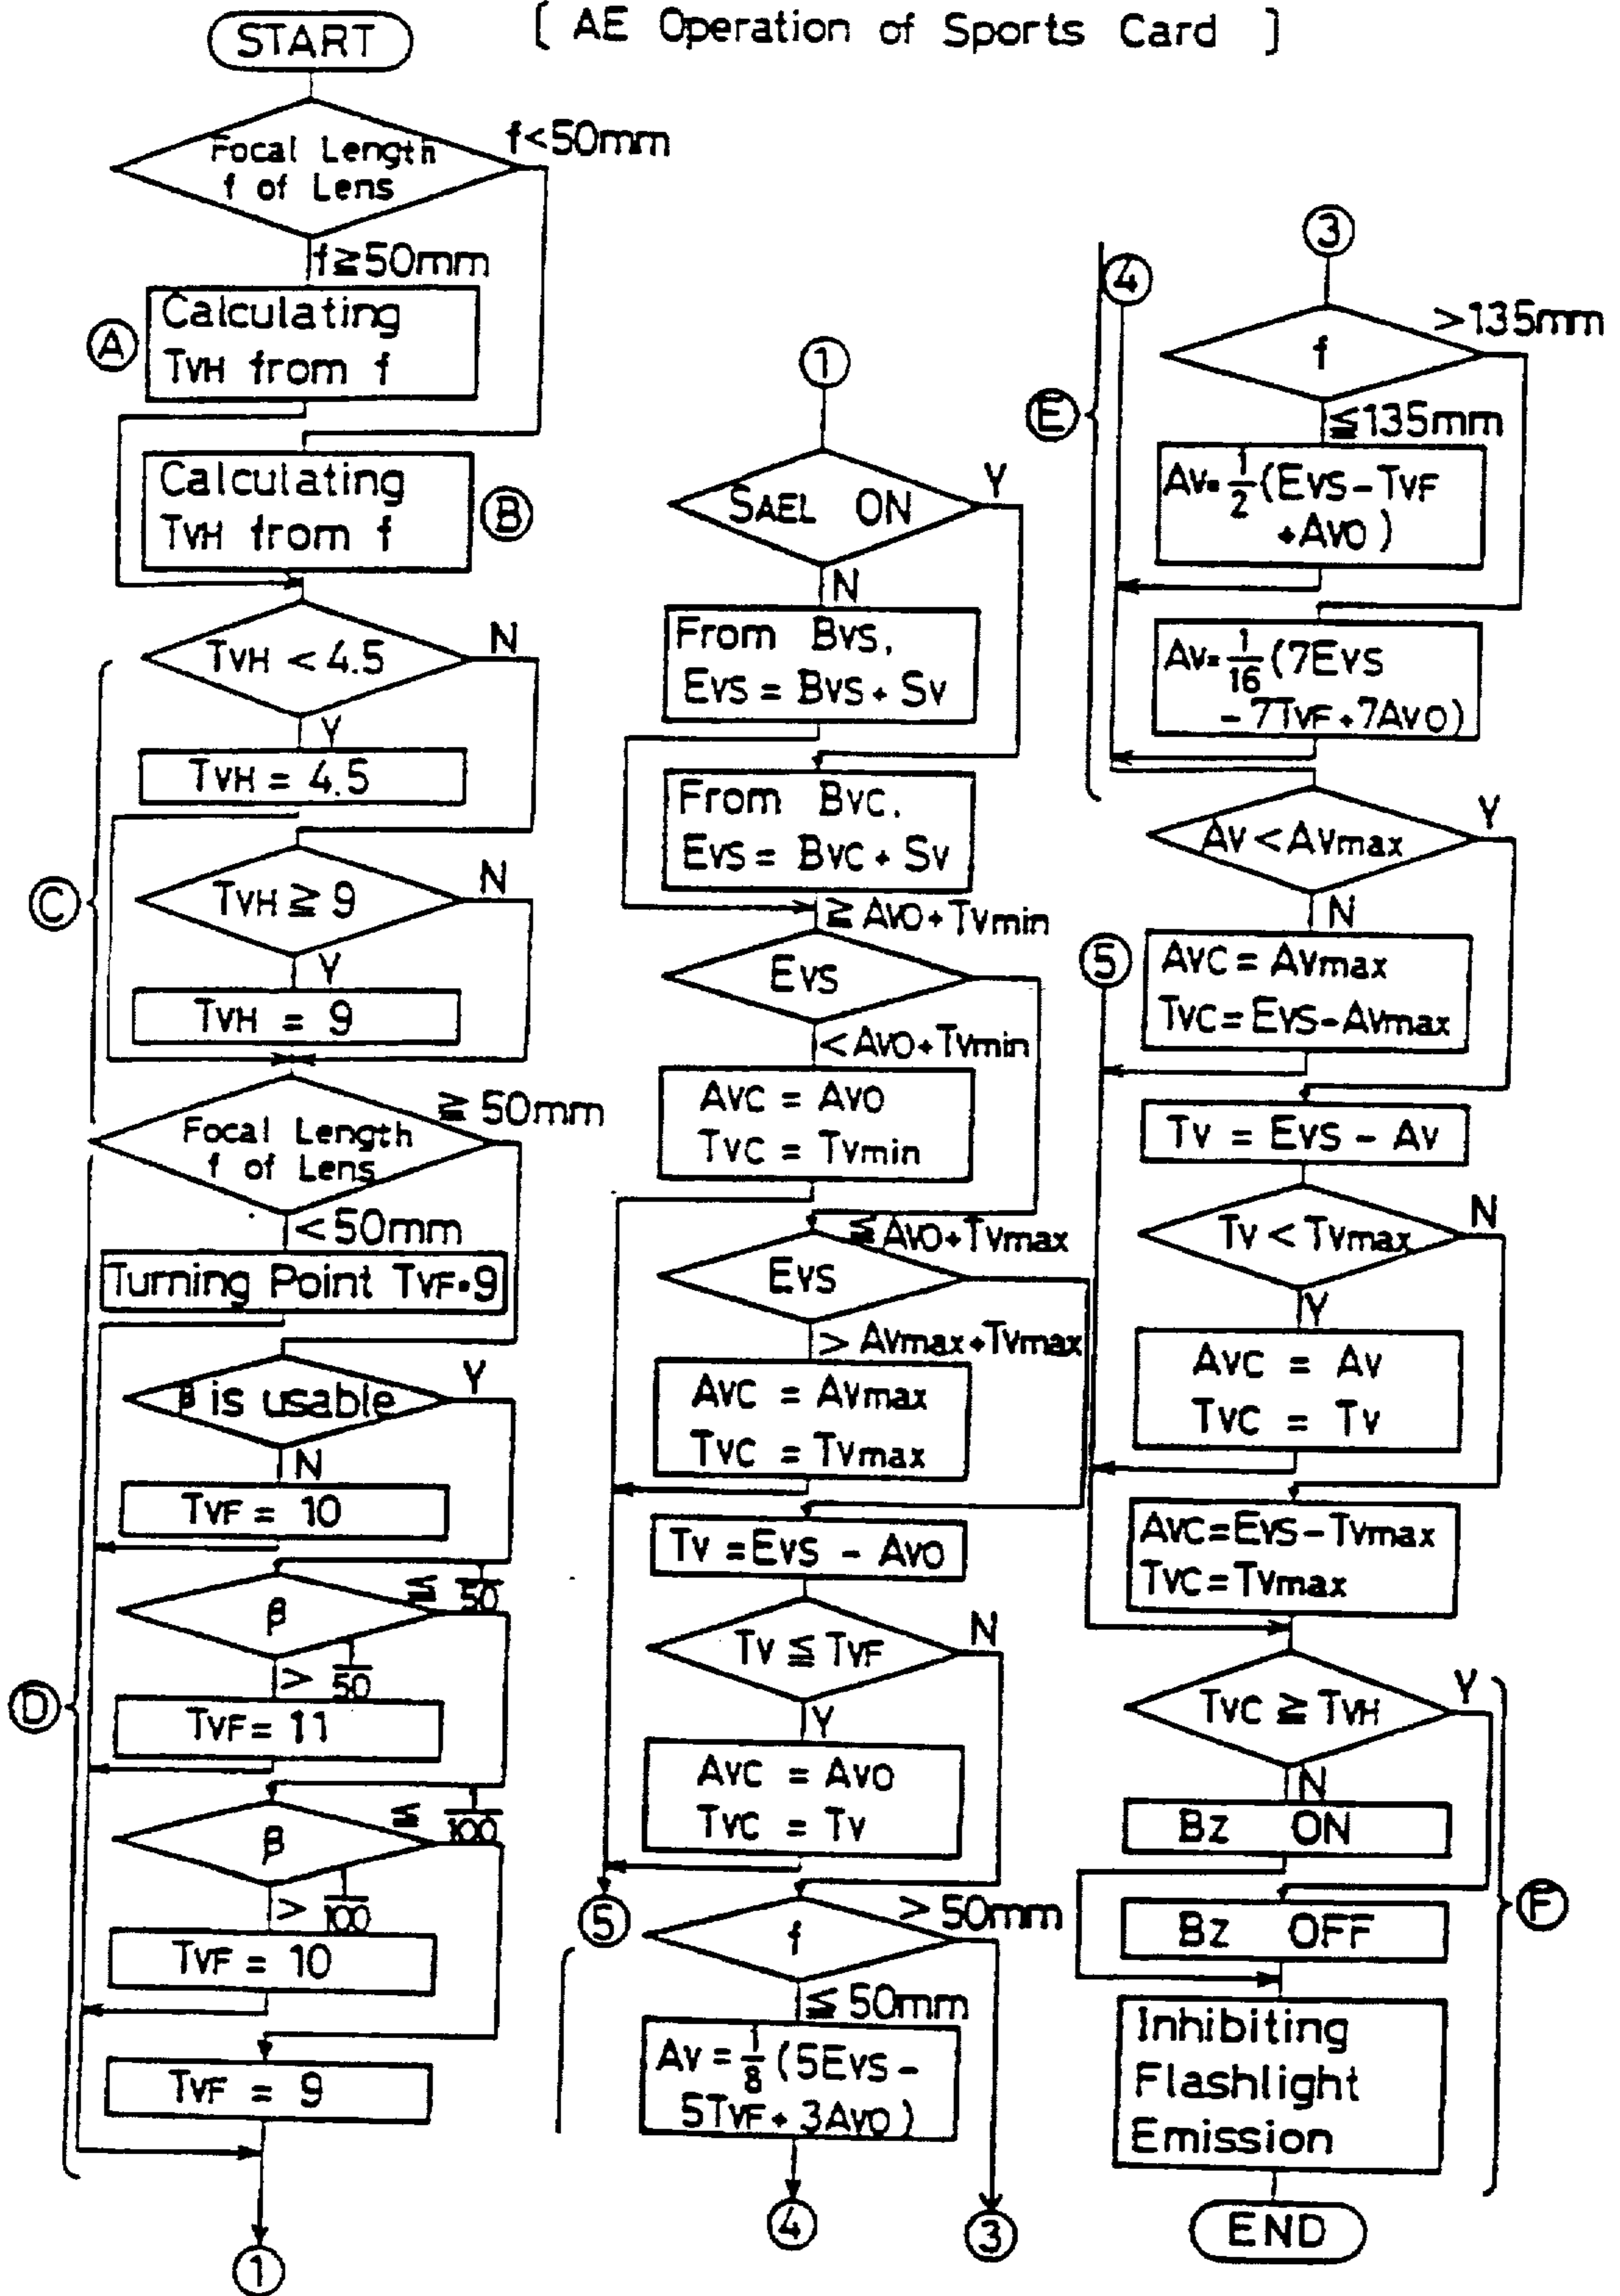 [ AE Operation of Sports Card ]
START
Focal Length
f of Lens
f<50mm
f≧50mm
Ⓐ
Calculating
TVH from f
Calculating
TVH from f
Ⓑ
Ⓒ
TVH < 4.5
N
Y
TVH = 4.5
TVH ≧ 9
N
Y
TVH = 9
Focal Length
f of Lens
≧ 50mm
<50mm
Ⓓ
Turning Point TVF=9
β is usable
Y
N
TVF = 10
β
≦ 1/50
> 1/50
TVF = 11
β
≦ 1/100
> 1/100
TVF = 10
TVF = 9
①
①
SAEL ON
Y
N
From BVS,
EVS = BVS + SV
From BVC,
EVS = BVC + SV
≧ AVO+TVmin
EVS
<AVO+TVmin
AVC = AVO
TVC = TVmin
≦AVO+TVmax
EVS
> AVmax+TVmax
AVC = AVmax
TVC = TVmax
TV = EVS - AVO
TV ≦ TVF
N
Y
AVC = AVO
TVC = TV
⑤
f
> 50mm
≦ 50mm
AV = 1/8 (5EVS -
5TVF + 3AVO)
④
③
③
④
Ⓔ
f
>135mm
≦135mm
AV= 1/2 (EVS - TVF
+AVO)
AV= 1/16 (7EVS
- 7TVF + 7AVO)
AV < AVmax
Y
N
⑤
AVC = AVmax
TVC = EVS - AVmax
TV = EVS - AV
TV < TVmax
N
Y
AVC = AV
TVC = TV
AVC = EVS - TVmax
TVC = TVmax
TVC ≧ TVH
Y
N
BZ ON
BZ OFF
Ⓕ
Inhibiting
Flashlight
Emission
END